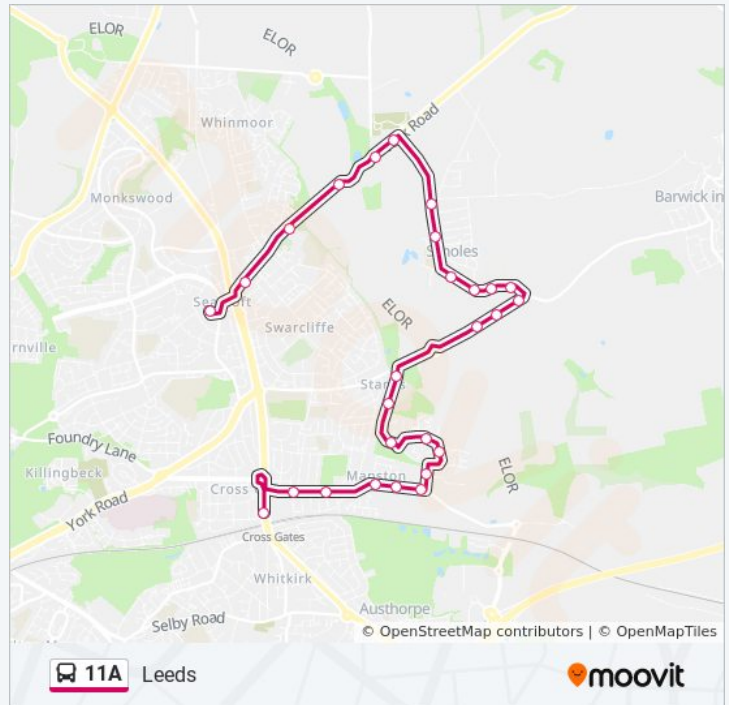 ELOR
ELOR
k Road
Whinmoor
Monkswood
Barwick in
Scholes
Seacroft
ELOR
Swarcliffe
rnville
Stanks
Foundry Lane
Killingbeck
Manston
ELOR
Cross
York Road
Cross Gates
Whitkirk
Austhorpe
Selby Road
© OpenStreetMap contributors | © OpenMapTiles
11A Leeds
moovit